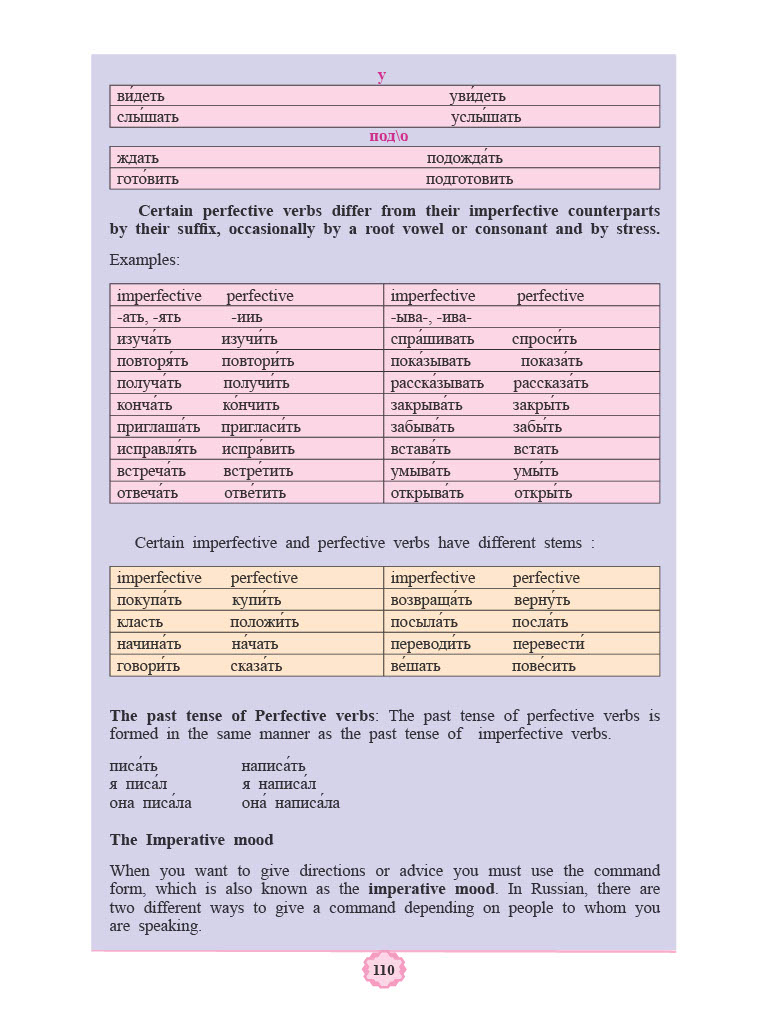 у
ви́деть уви́деть
слы́шать услы́шать
под\о
ждать подожда́ть
гото́вить подготовить
Certain perfective verbs differ from their imperfective counterparts
by their suffix, occasionally by a root vowel or consonant and by stress.
Examples:
imperfective perfective imperfective perfective
-ать, -ять -ииь -ыва-, -ива-
изуча́ть изучи́ть спра́шивать спроси́ть
повторя́ть повтори́ть пока́зывать показа́ть
получа́ть получи́ть расска́зывать рассказа́ть
конча́ть ко́нчить закрыва́ть закры́ть
приглаша́ть пригласи́ть забыва́ть забы́ть
исправля́ть испра́вить встава́ть встать
встреча́ть встре́тить умыва́ть умы́ть
отвеча́ть отве́тить открыва́ть откры́ть
Certain imperfective and perfective verbs have different stems :
imperfective perfective imperfective perfective
покупа́ть купи́ть возвраща́ть верну́ть
класть положи́ть посыла́ть посла́ть
начина́ть на́чать переводи́ть перевести́
говори́ть сказа́ть ве́шать пове́сить
The past tense of Perfective verbs: The past tense of perfective verbs is
formed in the same manner as the past tense of imperfective verbs.
писа́ть написа́ть
я писа́л я написа́л
она писа́ла она́ написа́ла
The Imperative mood
When you want to give directions or advice you must use the command
form, which is also known as the imperative mood. In Russian, there are
two different ways to give a command depending on people to whom you
are speaking.
110